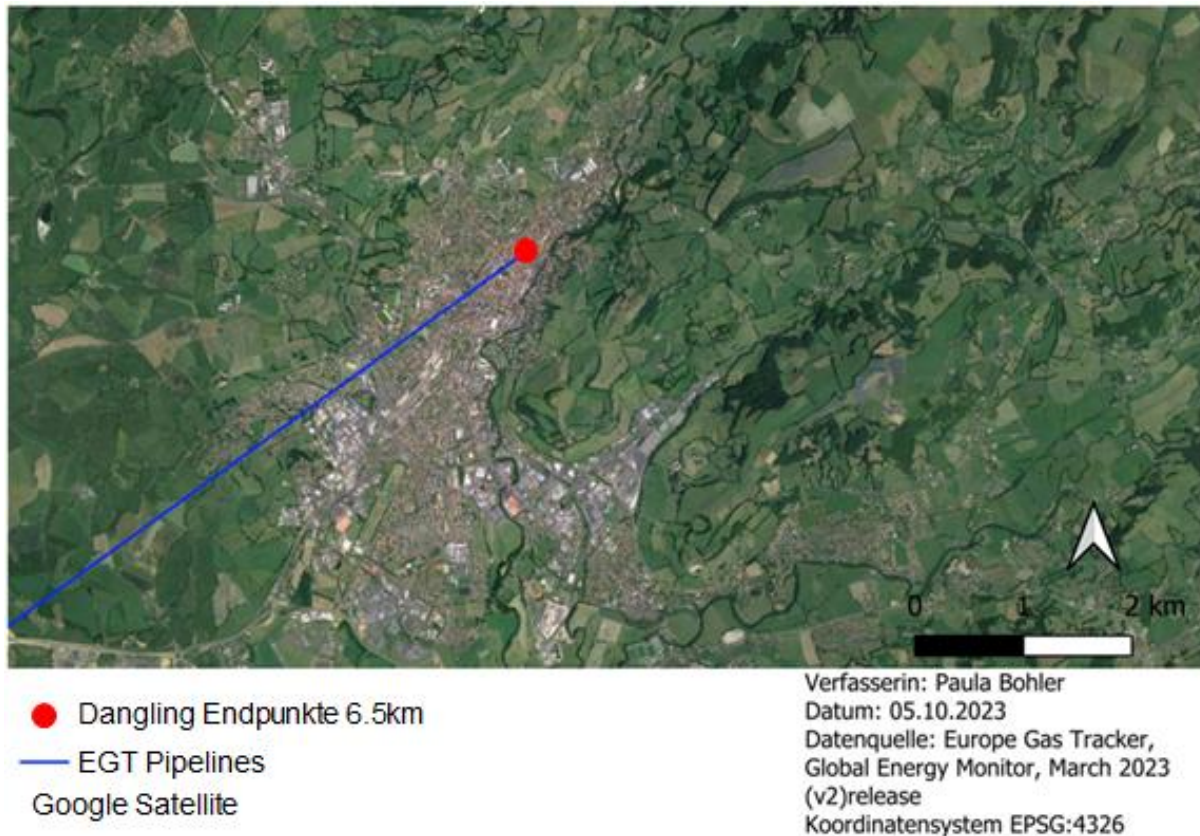 0 1 2 km
Dangling Endpunkte 6.5km
EGT Pipelines
Google Satellite
Verfasserin: Paula Bohler
Datum: 05.10.2023
Datenquelle: Europe Gas Tracker,
Global Energy Monitor, March 2023
(v2)release
Koordinatensystem EPSG:4326